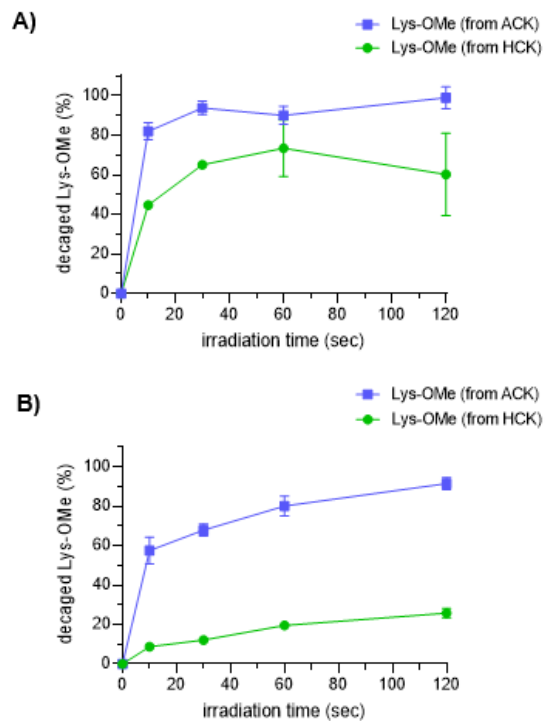 A)
Lys-OMe (from ACK)
Lys-OMe (from HCK)
decaged Lys-OMe (%)
100
80
60
40
20
0
0 20 40 60 80 100 120
irradiation time (sec)
B)
Lys-OMe (from ACK)
Lys-OMe (from HCK)
decaged Lys-OMe (%)
100
80
60
40
20
0
0 20 40 60 80 100 120
irradiation time (sec)